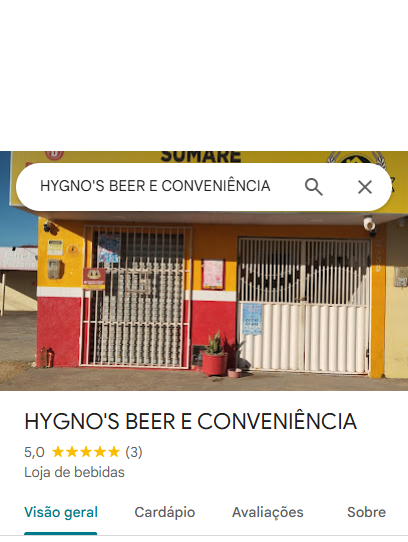 SUMARÉ
HYGNO'S BEER E CONVENIÊNCIA
HYGNO'S BEER E CONVENIÊNCIA
5,0 ★★★★★ (3)
Loja de bebidas
Visão geral Cardápio Avaliações Sobre